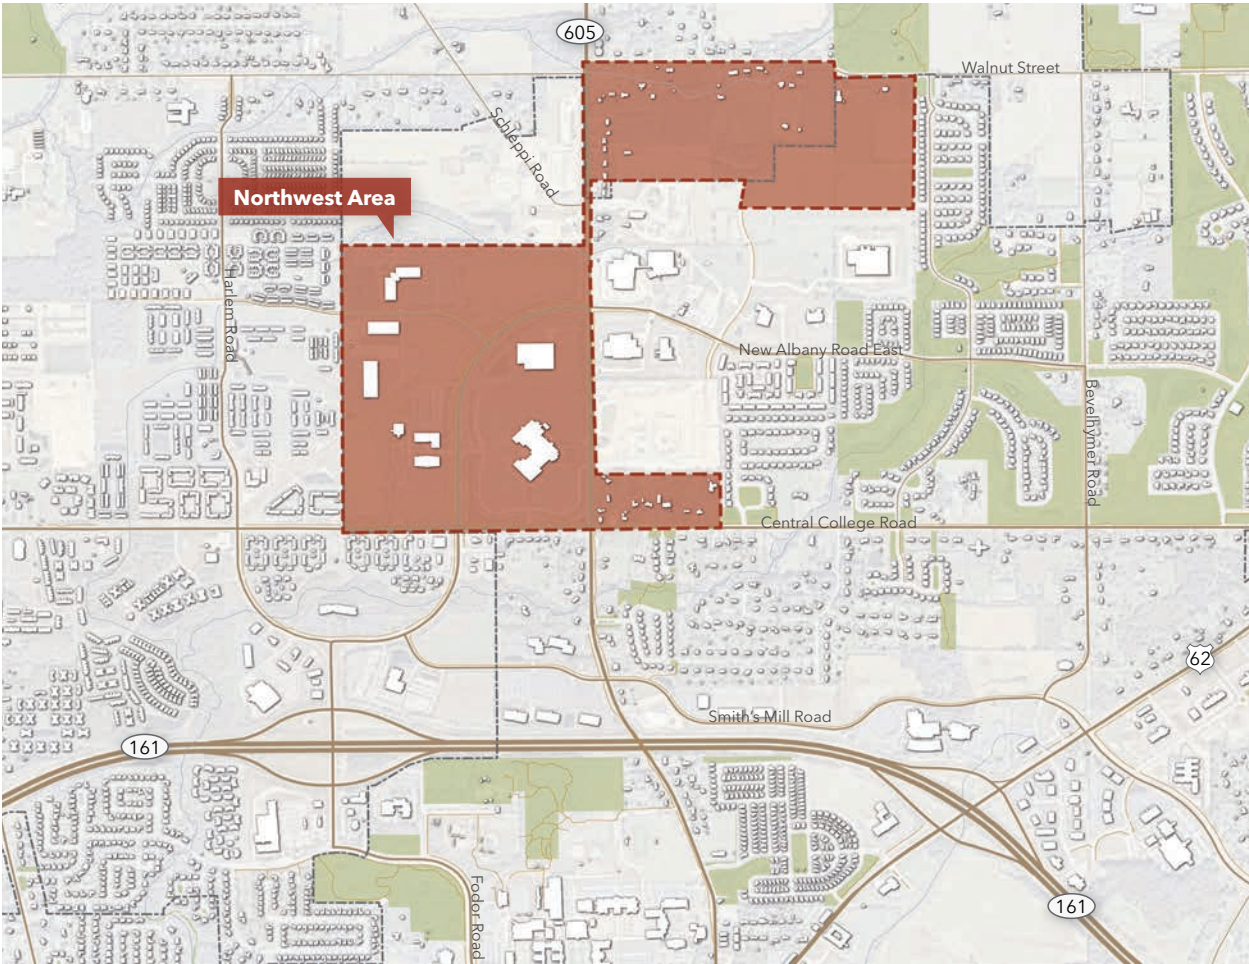 605
Walnut Street
Schleppi Road
Northwest Area
Harlem Road
New Albany Road East
Bevelhymer Road
Central College Road
62
Smith's Mill Road
161
Fodor Road
161